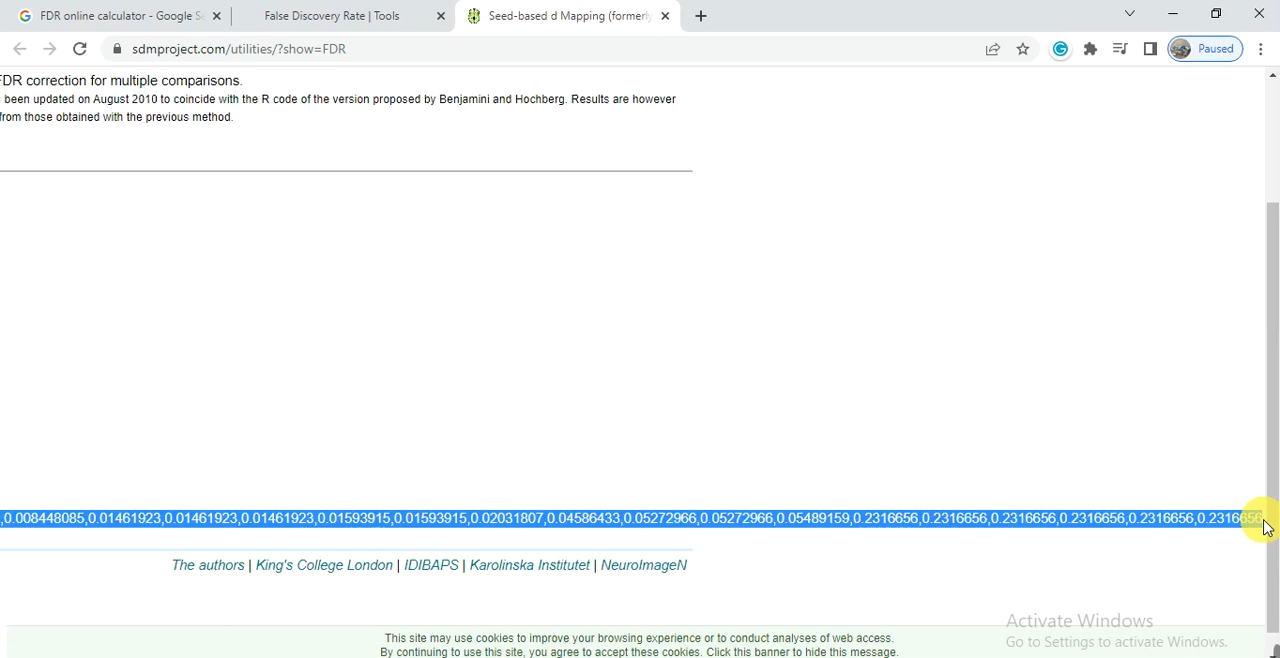 FDR online calculator - Google Se
False Discovery Rate | Tools
Seed-based d Mapping (formerly
sdmproject.com/utilities/?show=FDR
Paused
FDR correction for multiple comparisons.
been updated on August 2010 to coincide with the R code of the version proposed by Benjamini and Hochberg. Results are however
from those obtained with the previous method.
,0.008448085,0.01461923,0.01461923,0.01461923,0.01593915,0.01593915,0.02031807,0.04586433,0.05272966,0.05272966,0.05489159,0.2316656,0.2316656,0.2316656,0.2316656,0.2316656,0.2316656
The authors | King's College London | IDIBAPS | Karolinska Institutet | NeuroImageN
Activate Windows
Go to Settings to activate Windows.
This site may use cookies to improve your browsing experience or to conduct analyses of web access.
By continuing to use this site, you agree to accept these cookies. Click this banner to hide this message.